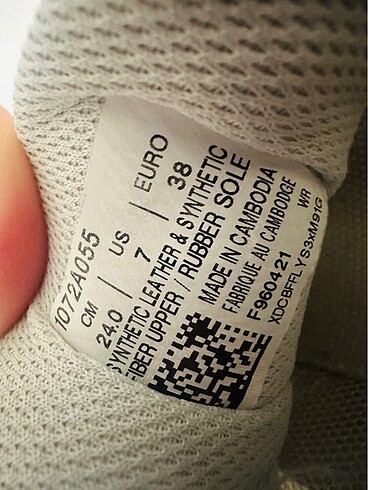 1072A055
CM | US | EURO
24.0 7 38
SYNTHETIC LEATHER & SYNTHETIC
FIBER UPPER / RUBBER SOLE
MADE IN CAMBODIA
FABRIQUE AU CAMBODGE
F960421 WR
XDCBFFLYS3xM91G